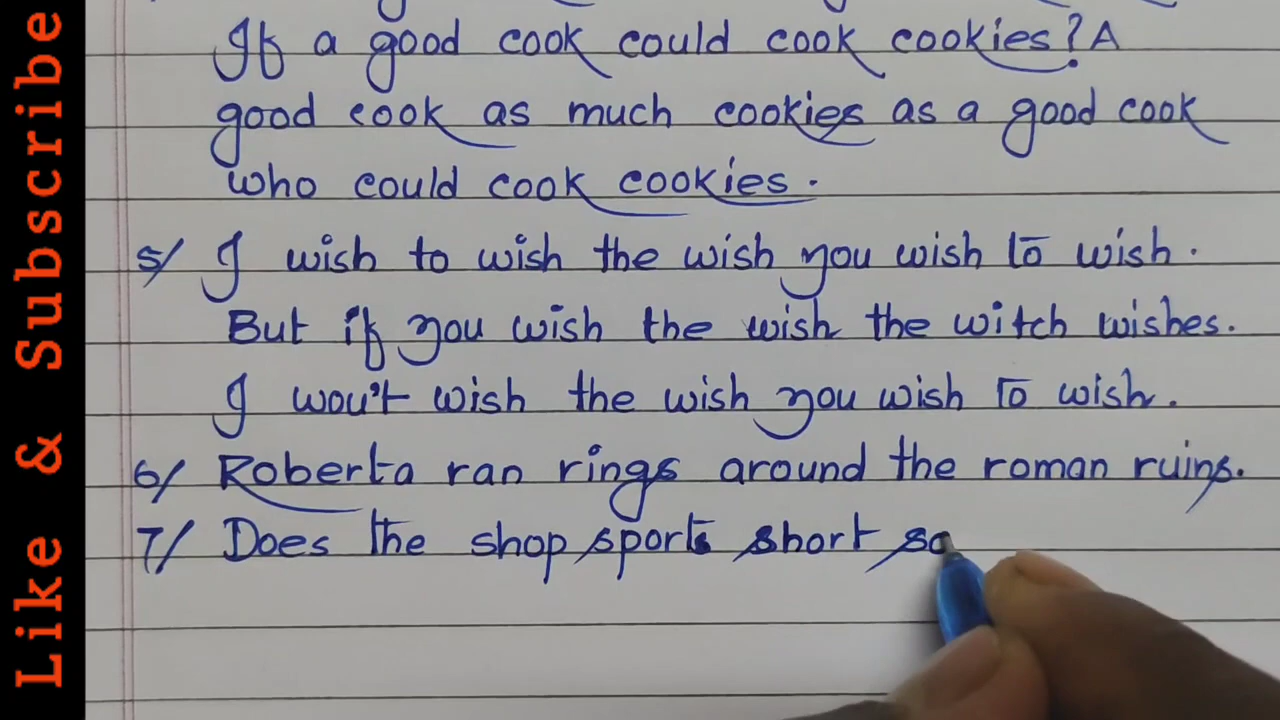 Like & Subscribe
If a good cook could cook cookies? A
good cook as much cookies as a good cook
who could cook cookies.
5/ I wish to wish the wish you wish to wish.
But if you wish the wish the witch wishes.
I won't wish the wish you wish to wish.
6/ Roberta ran rings around the roman ruins.
7/ Does the shop sports short so